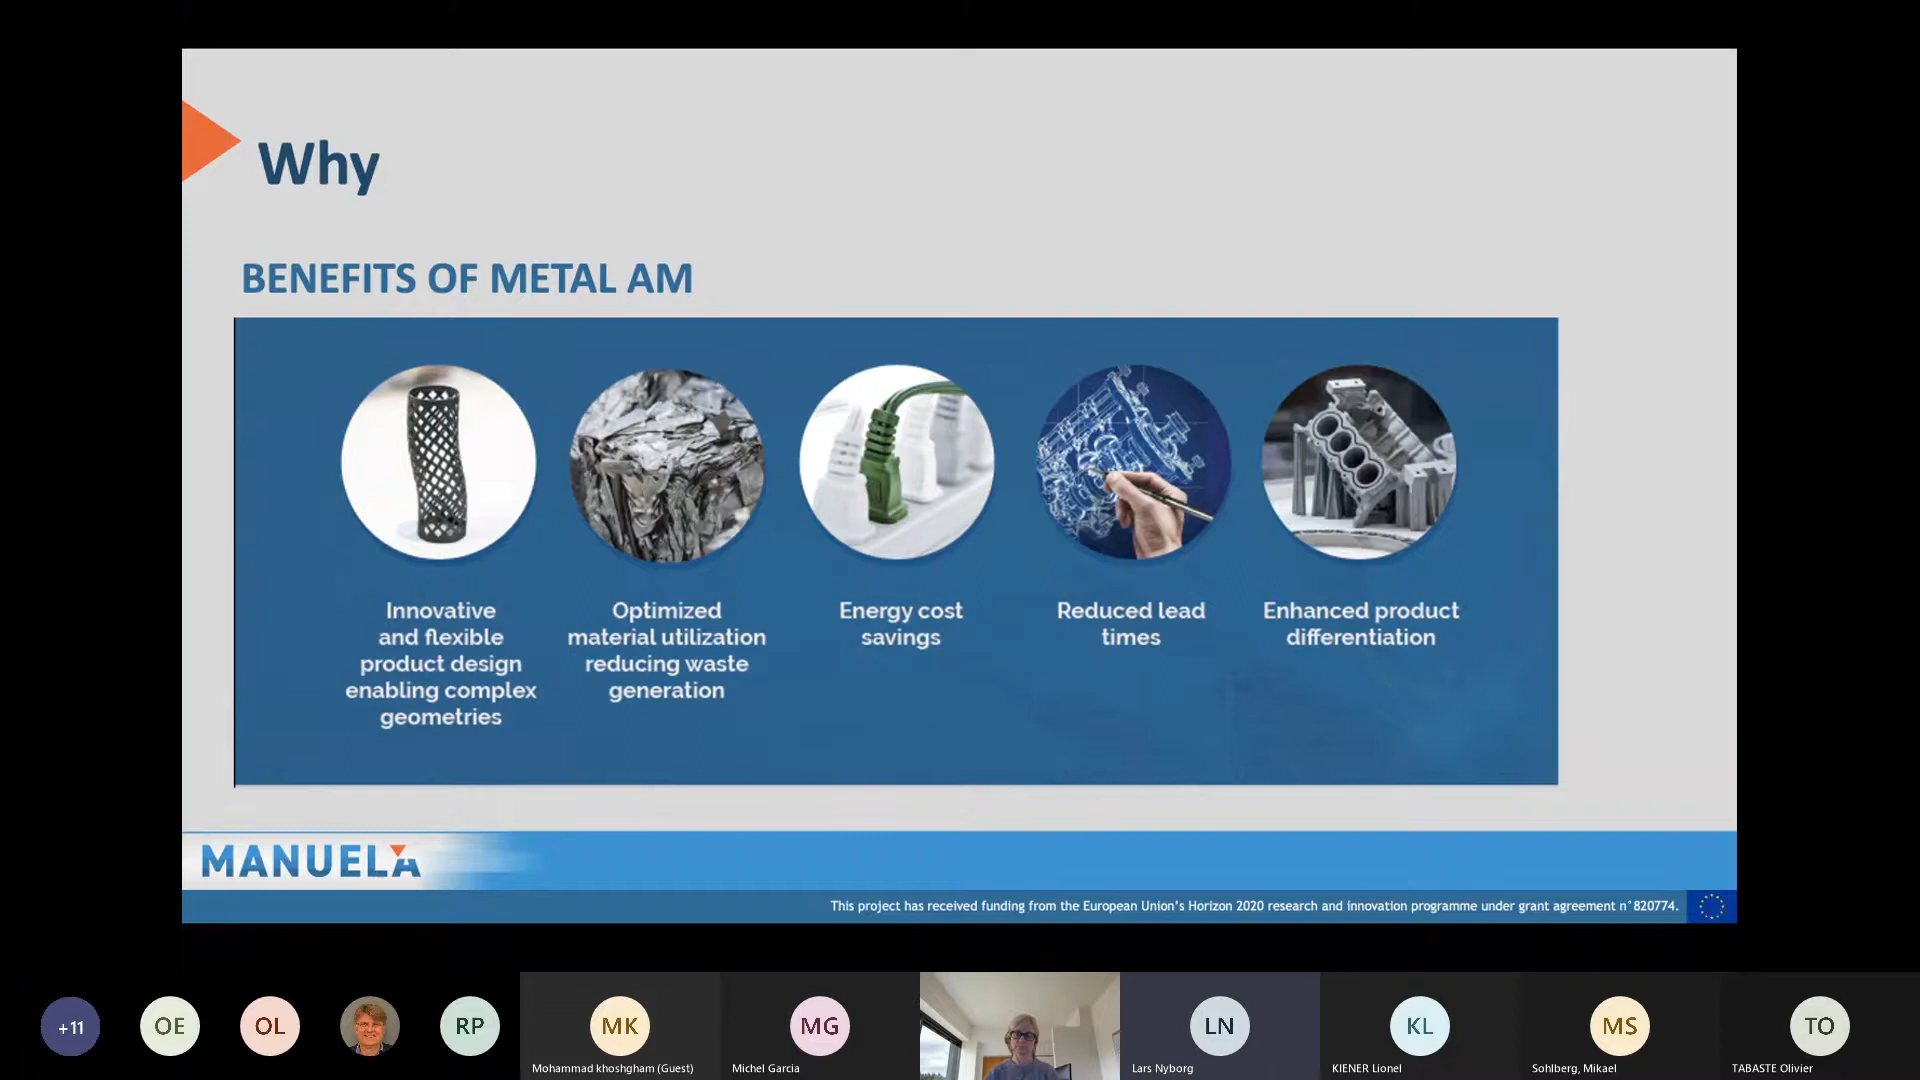 Why
BENEFITS OF METAL AM
Innovative
and flexible
product design
enabling complex
geometries
Optimized
material utilization
reducing waste
generation
Energy cost
savings
Reduced lead
times
Enhanced product
differentiation
MANUELA
This project has received funding from the European Union's Horizon 2020 research and innovation programme under grant agreement n°820774.
+11
OE
OL
RP
MK
Mohammad khoshgham (Guest)
MG
Michel Garcia
LN
Lars Nyborg
KL
KIENER Lionel
MS
Sohlberg, Mikael
TO
TABASTE Olivier